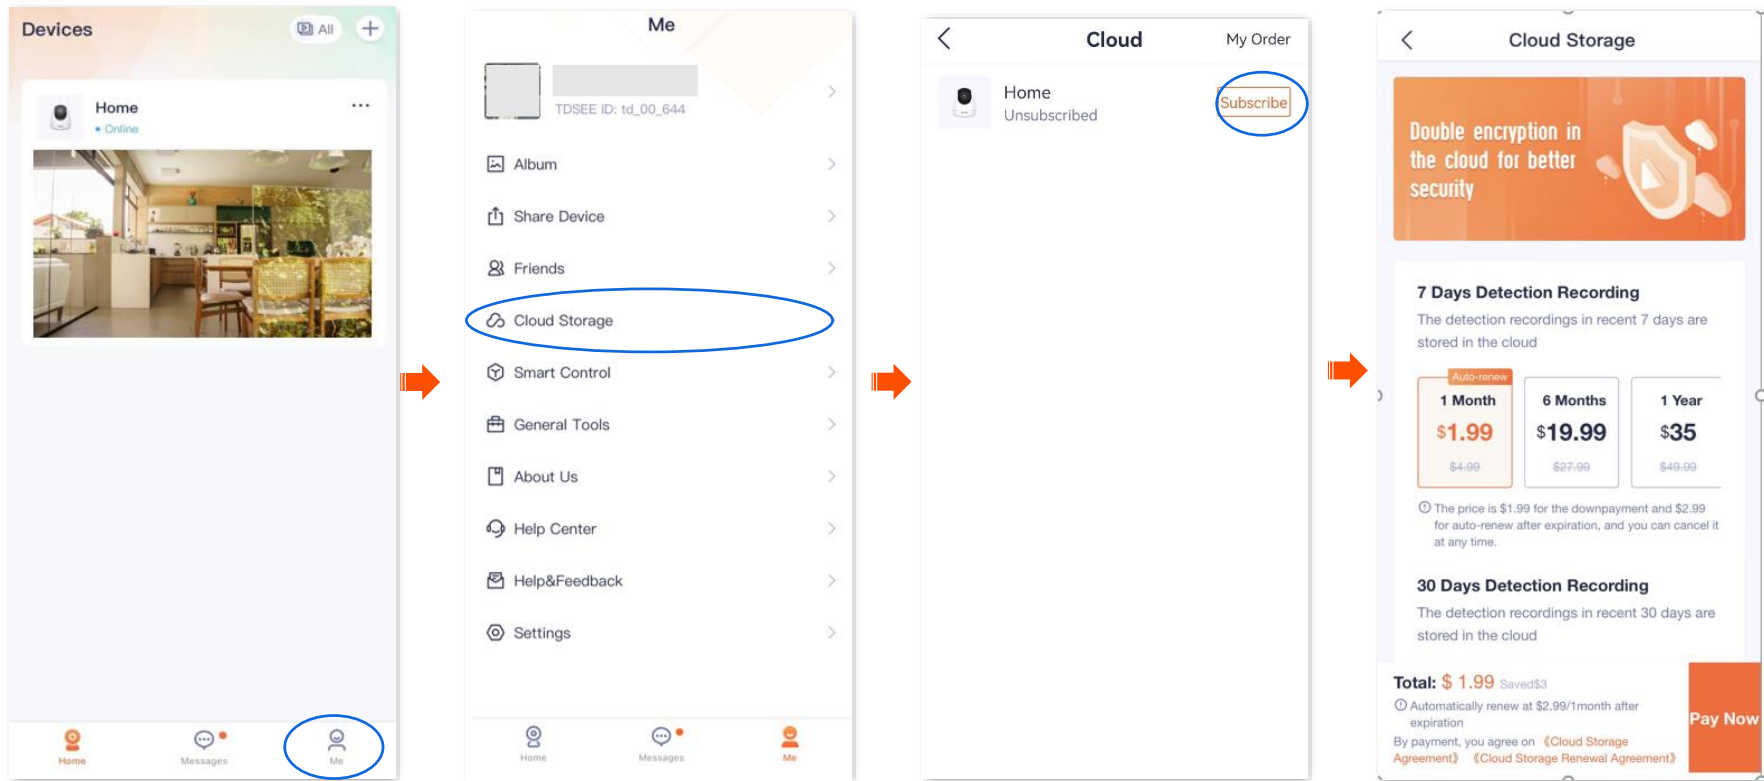 Devices
All
Home
Online
Home
Messages
Me
Me
TDSEE ID: td_00_644
Album
Share Device
Friends
Cloud Storage
Smart Control
General Tools
About Us
Help Center
Help&Feedback
Settings
Home
Messages
Me
Cloud
My Order
Home
Unsubscribed
Subscribe
Cloud Storage
Double encryption in
the cloud for better
security
7 Days Detection Recording
The detection recordings in recent 7 days are
stored in the cloud
Auto-renew
1 Month
$1.99
$4.99
6 Months
$19.99
$27.99
1 Year
$35
$49.99
The price is $1.99 for the downpayment and $2.99
for auto-renew after expiration, and you can cancel it
at any time.
30 Days Detection Recording
The detection recordings in recent 30 days are
stored in the cloud
Total: $ 1.99 Saved$3
Automatically renew at $2.99/1month after
expiration
By payment, you agree on 《Cloud Storage
Agreement》 《Cloud Storage Renewal Agreement》
Pay Now